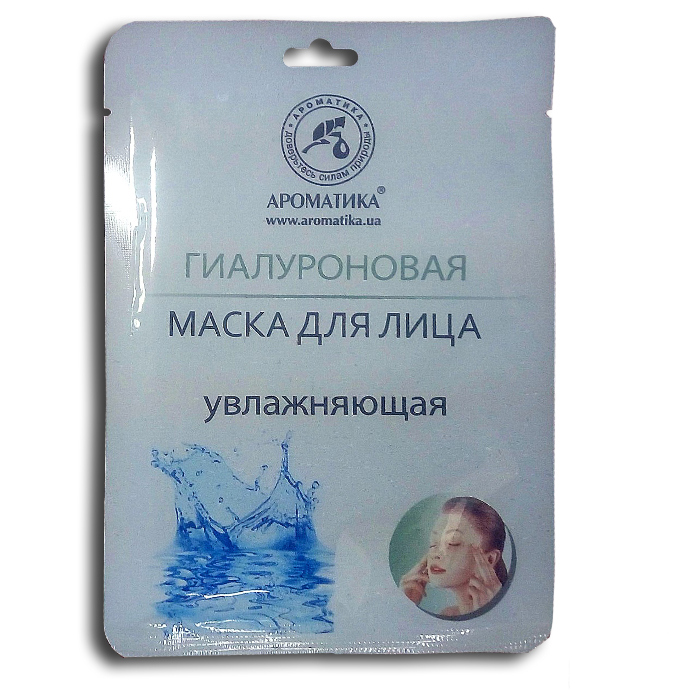 АРОМАТИКА
доверьтесь силам природы
АРОМАТИКА®
www.aromatika.ua
ГИАЛУРОНОВАЯ
МАСКА ДЛЯ ЛИЦА
увлажняющая